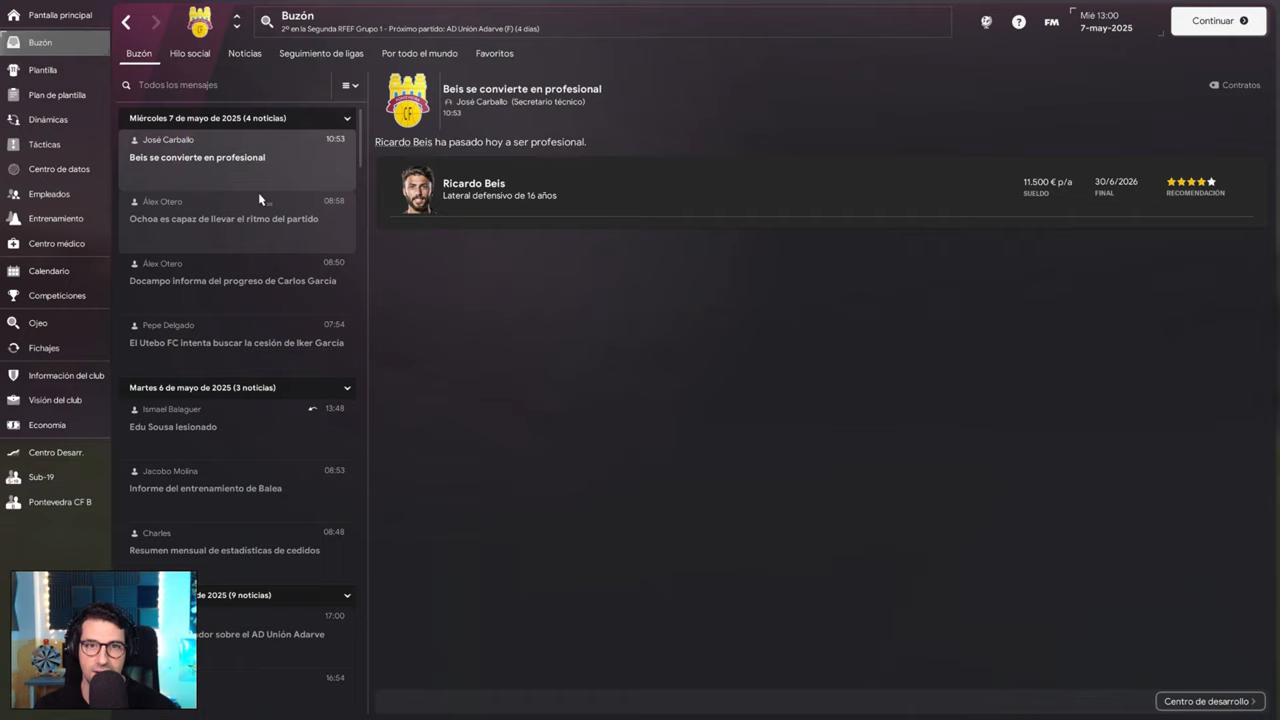 Pantalla principal
Buzón
Plantilla
Plan de plantilla
Dinámicas
Tácticas
Centro de datos
Empleados
Entrenamiento
Centro médico
Calendario
Competiciones
Ojeo
Fichajes
Información del club
Visión del club
Economía
Centro Desarr.
Sub-19
Pontevedra CF B
Buzón
2º en la Segunda RFEF Grupo 1 - Próximo partido: AD Unión Adarve (F) (4 días)
FM
Mié 13:00
7-may-2025
Continuar
Buzón
Hilo social
Noticias
Seguimiento de ligas
Por todo el mundo
Favoritos
Todos los mensajes
Miércoles 7 de mayo de 2025 (4 noticias)
José Carballo 10:53
Beis se convierte en profesional
Álex Otero 08:58
Ochoa es capaz de llevar el ritmo del partido
Álex Otero 08:50
Docampo informa del progreso de Carlos García
Pepe Delgado 07:54
El Utebo FC intenta buscar la cesión de Iker García
Martes 6 de mayo de 2025 (3 noticias)
Ismael Balaguer 13:48
Edu Sousa lesionado
Jacobo Molina 08:53
Informe del entrenamiento de Balea
Charles 08:48
Resumen mensual de estadísticas de cedidos
de 2025 (9 noticias)
17:00
ador sobre el AD Unión Adarve
16:54
Beis se convierte en profesional
José Carballo (Secretario técnico)
10:53
Contratos
Ricardo Beis ha pasado hoy a ser profesional.
Ricardo Beis
Lateral defensivo de 16 años
11.500 € p/a
SUELDO
30/6/2026
FINAL
RECOMENDACIÓN
Centro de desarrollo